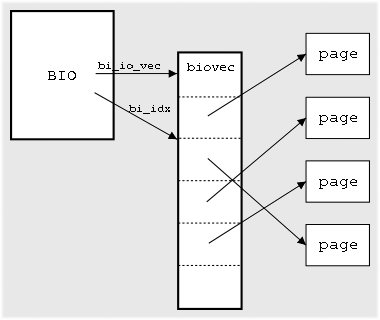 BIO
bi_io_vec
bi_idx
biovec
page
page
page
page